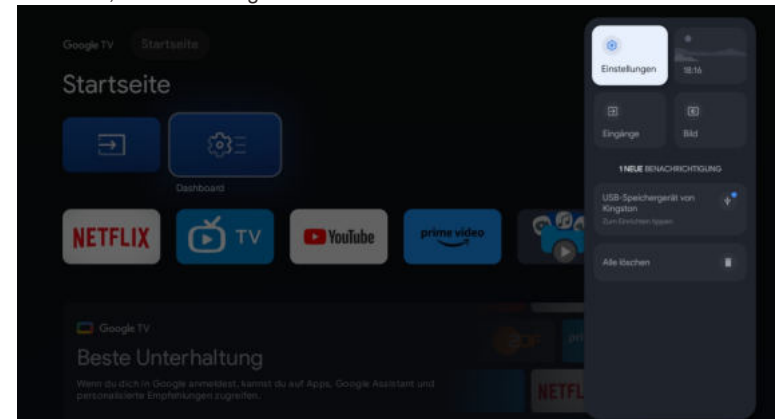 Google TV
Startseite
Startseite
Dashboard
NETFLIX
TV
YouTube
prime video
Google TV
Beste Unterhaltung
Wenn du dich in Google anmeldest, kannst du auf Apps, Google Assistant und
personalisierte Empfehlungen zugreifen.
NETFL
Einstellungen
18:16
Eingänge
Bild
1 NEUE BENACHRICHTIGUNG
USB-Speichergerät von
Kingston
Zum Einrichten tippen
Alle löschen